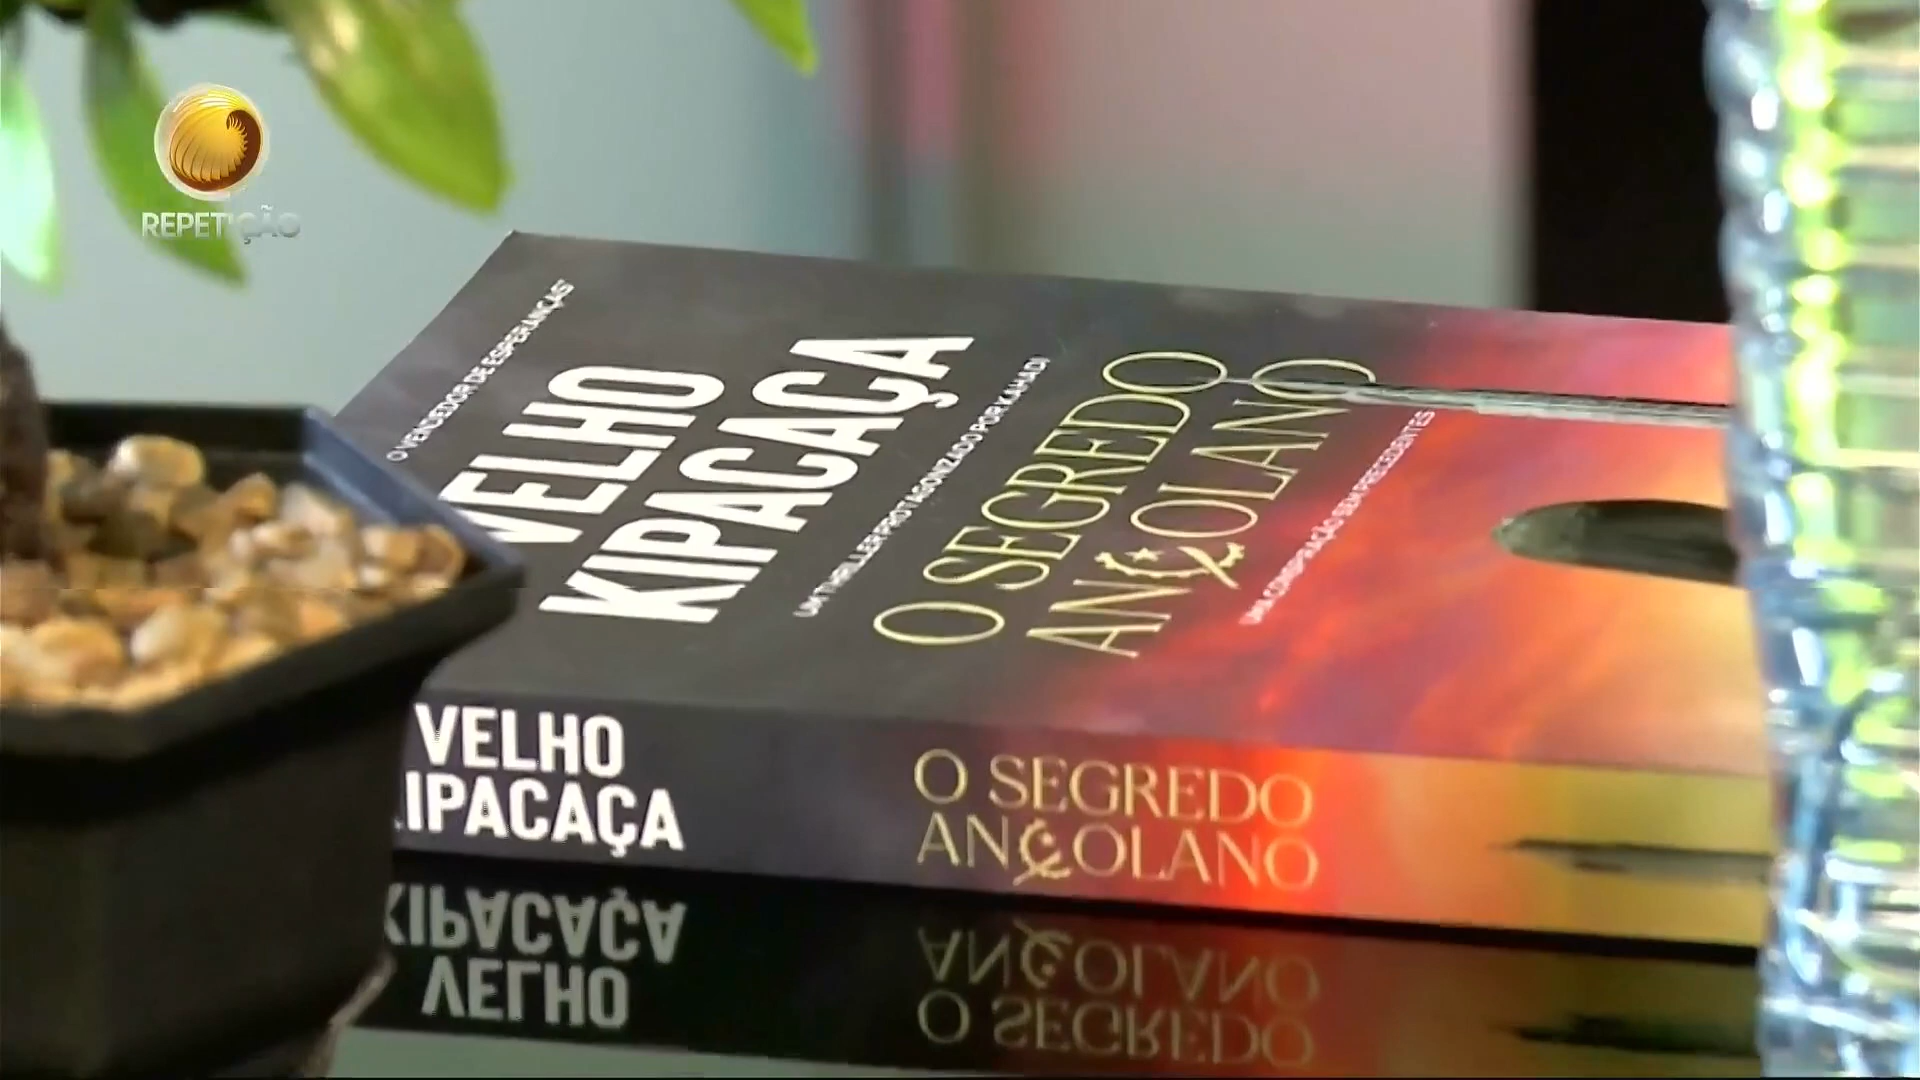 REPETIÇÃO
O VENDEDOR DE ESPERANÇAS"
VELHO
KIPACAÇA
UM THRILLER PROTAGONIZADO POR KAHADJ
O SEGREDO
ANGOLANO
UMA CONSPIRAÇÃO SEM PRECEDENTES
VELHO
IPACAÇA
O SEGREDO
ANGOLANO
KIPACAÇA
VELHO
ANGOLANO
O SEGREDO